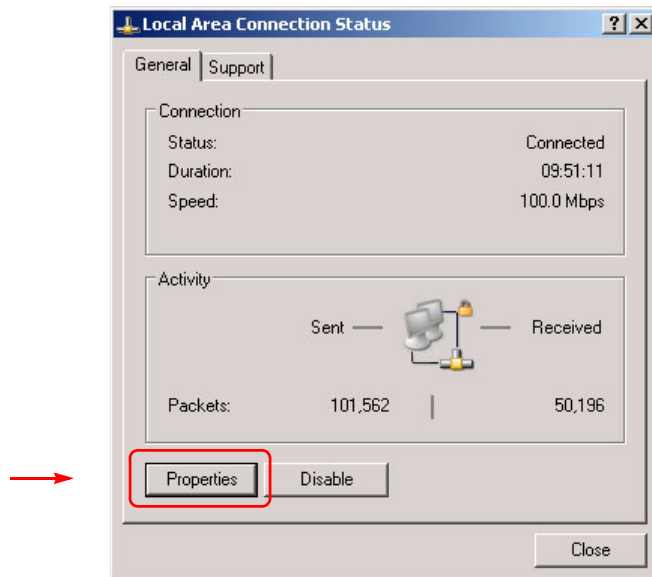 Local Area Connection Status
General Support
Connection
Status: Connected
Duration: 09:51:11
Speed: 100.0 Mbps
Activity
Sent Received
Packets: 101,562 50,196
Properties Disable
Close